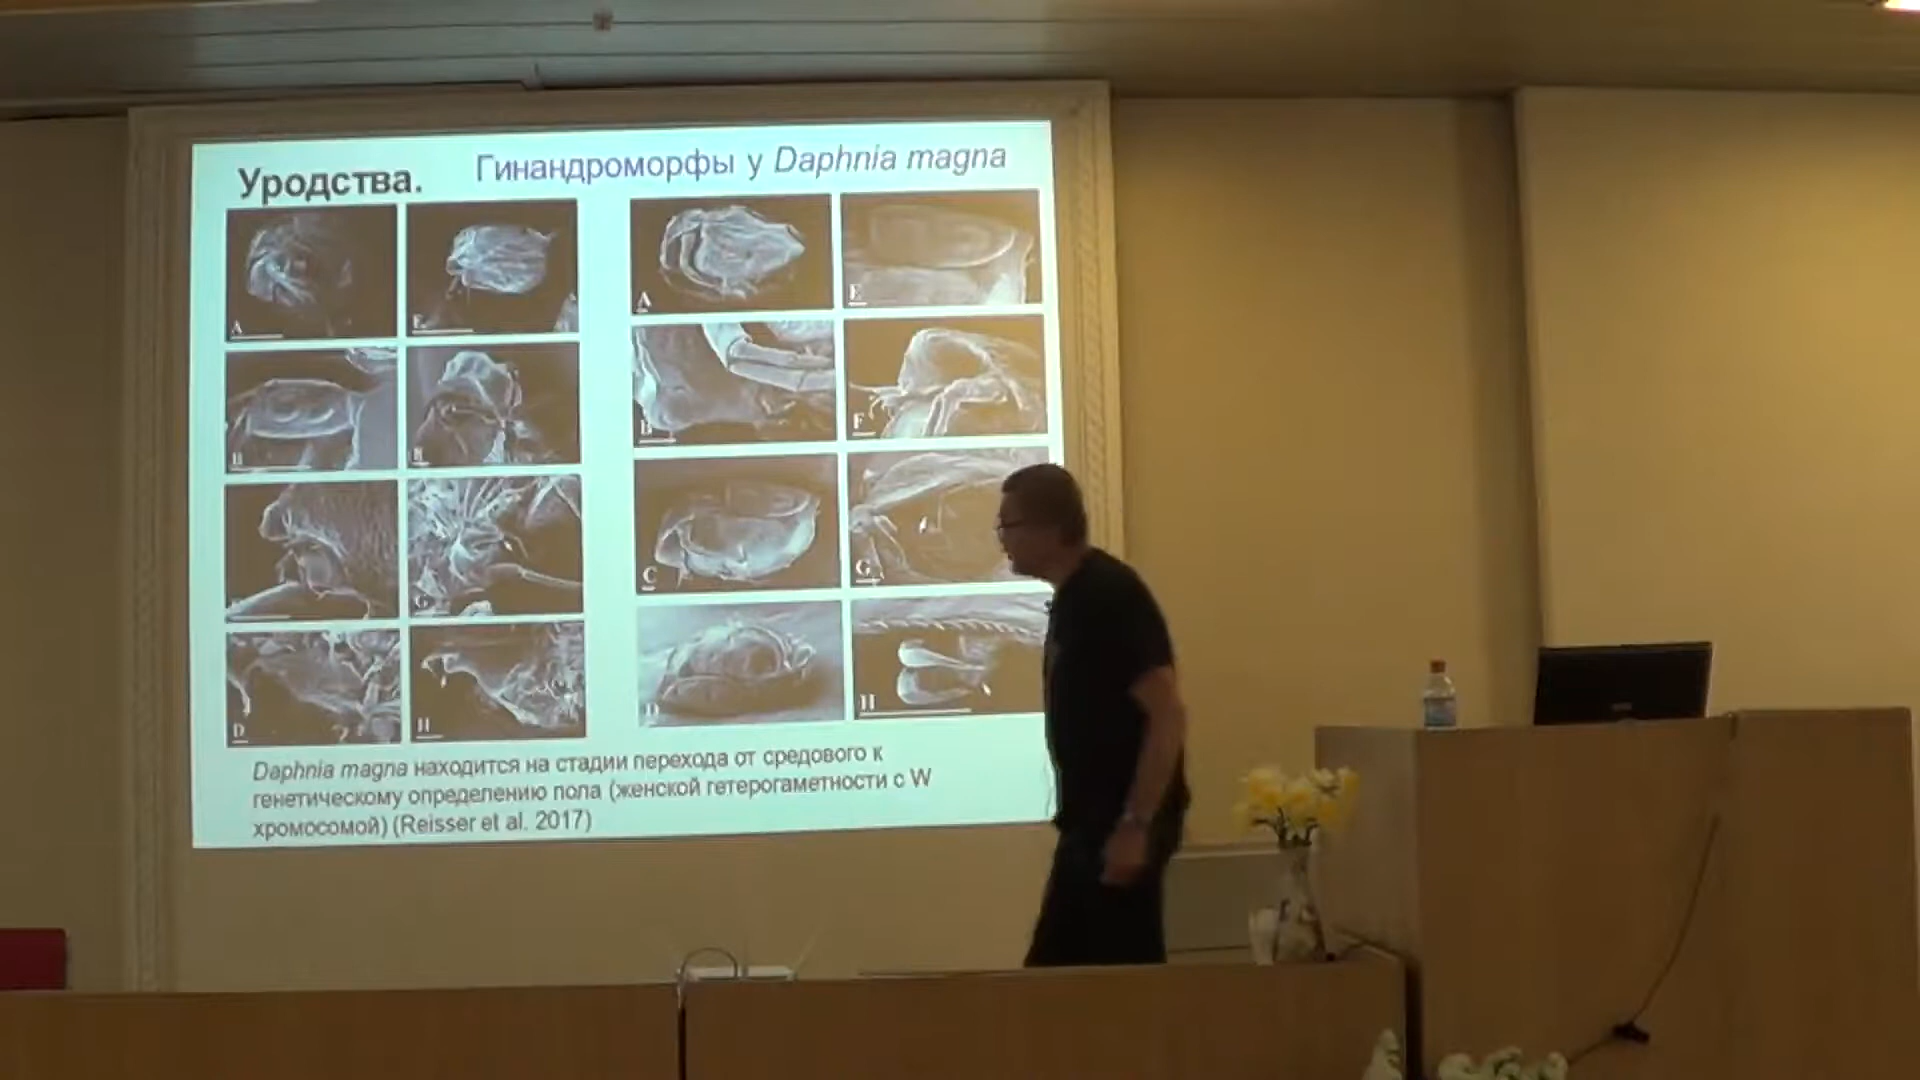 Уродства.
Гинандроморфы у Daphnia magna
A
E
A
E
B
B
F
C
G
G
D
H
H
Daphnia magna находится на стадии перехода от средового к
генетическому определению пола (женской гетерогаметности с W
хромосомой) (Reisser et al. 2017)